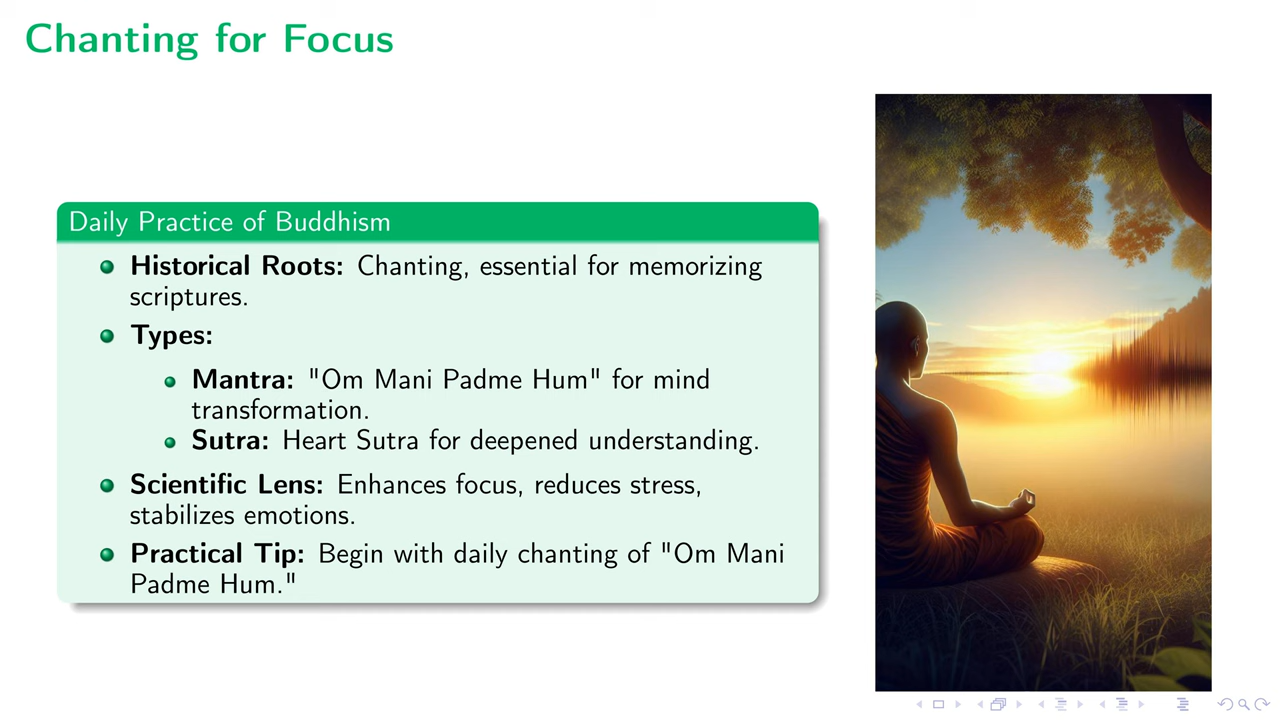 Chanting for Focus
Daily Practice of Buddhism
Historical Roots: Chanting, essential for memorizing
scriptures.
Types:
Mantra: "Om Mani Padme Hum" for mind
transformation.
Sutra: Heart Sutra for deepened understanding.
Scientific Lens: Enhances focus, reduces stress,
stabilizes emotions.
Practical Tip: Begin with daily chanting of "Om Mani
Padme Hum."